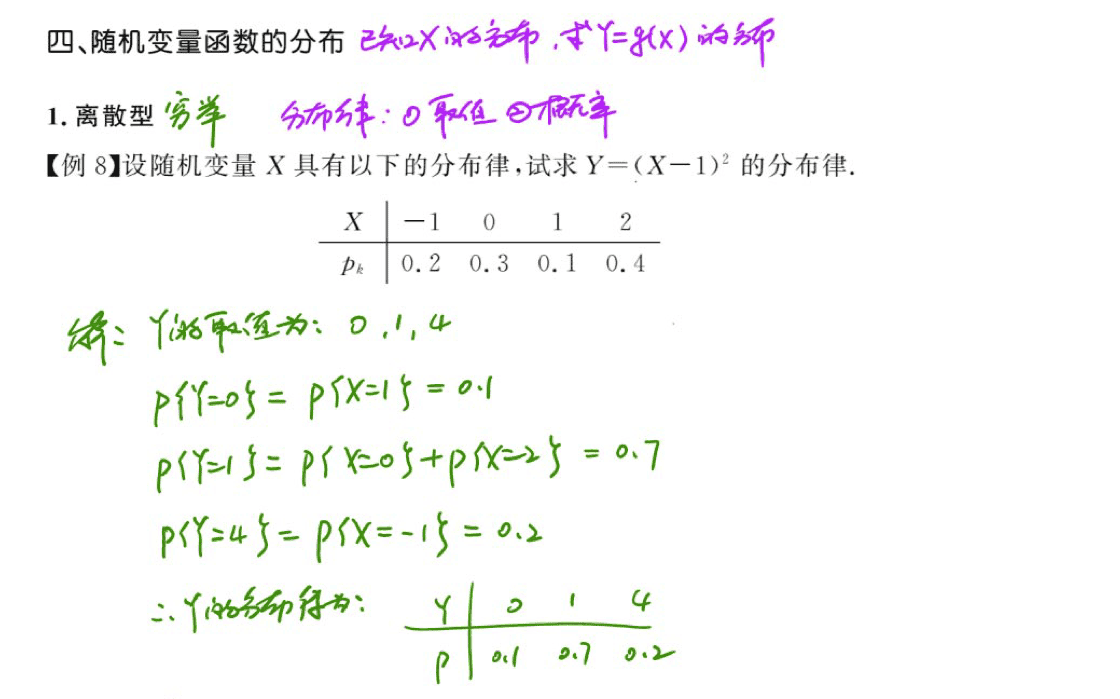 四、随机变量函数的分布 已知X的分布,求Y=g(X)的分布
1. 离散型 穷举 分布律:①取值 ②概率
【例 8】设随机变量 X 具有以下的分布律,试求 Y=(X-1)² 的分布律.
X -1 0 1 2
pₖ 0.2 0.3 0.1 0.4
解: Y的取值为: 0,1,4
P{Y=0}= P{X=1} = 0.1
P{Y=1}= P{X=0}+P{X=2} = 0.7
P{Y=4}= P{X=-1} = 0.2
∴Y的分布律为: Y 0 1 4
P 0.1 0.7 0.2